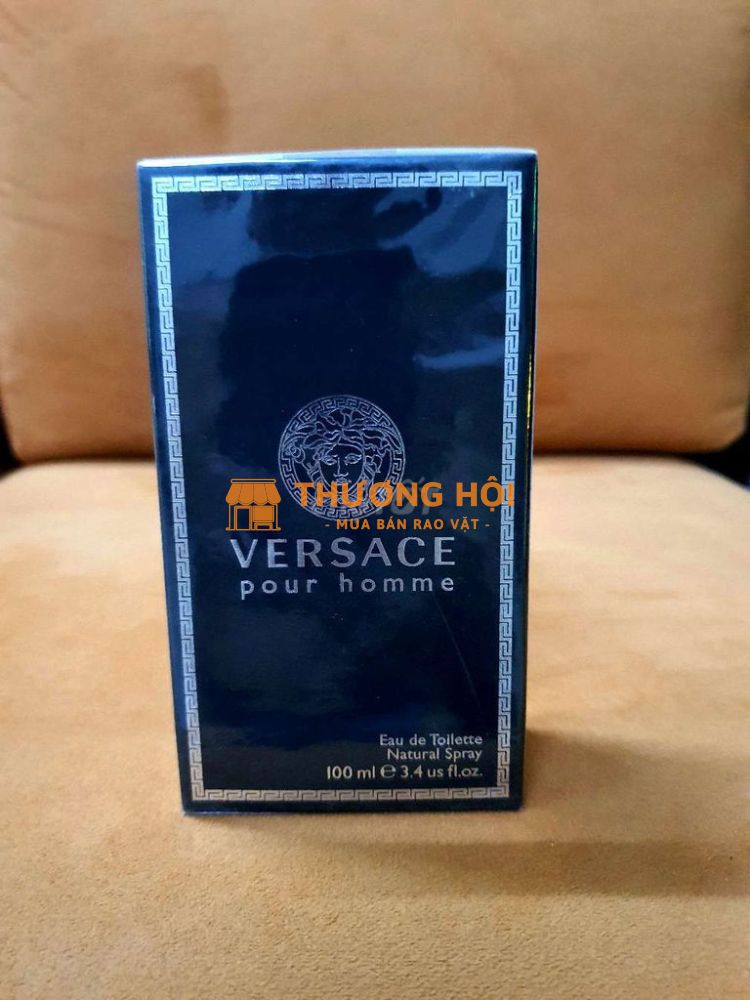 THƯƠNG HỘI
- MUA BÁN RAO VẶT -
VERSACE
pour homme
Eau de Toilette
Natural Spray
100 ml ℮ 3.4 us fl.oz.